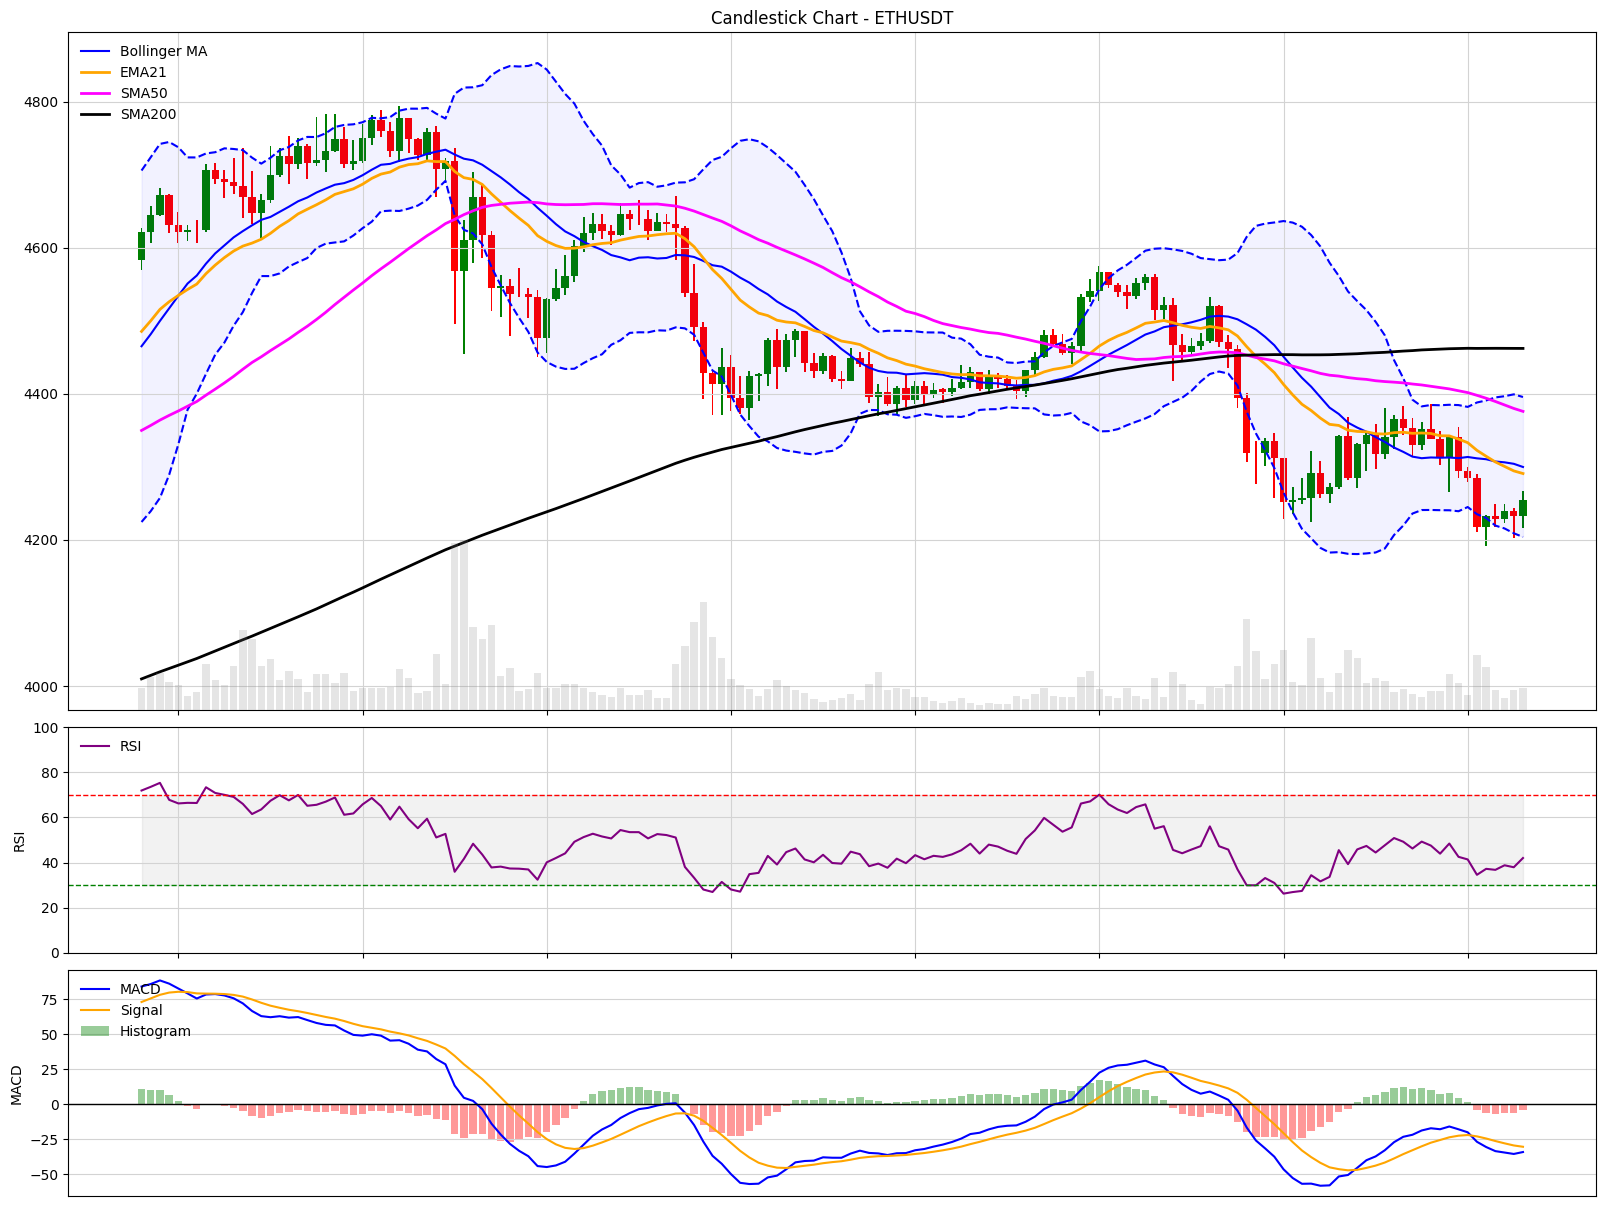 Candlestick Chart - ETHUSDT
Bollinger MA
EMA21
SMA50
SMA200
4800
4600
4400
4200
4000
RSI
100
80
60
40
20
0
RSI
MACD
Signal
Histogram
75
50
25
0
−25
−50
MACD